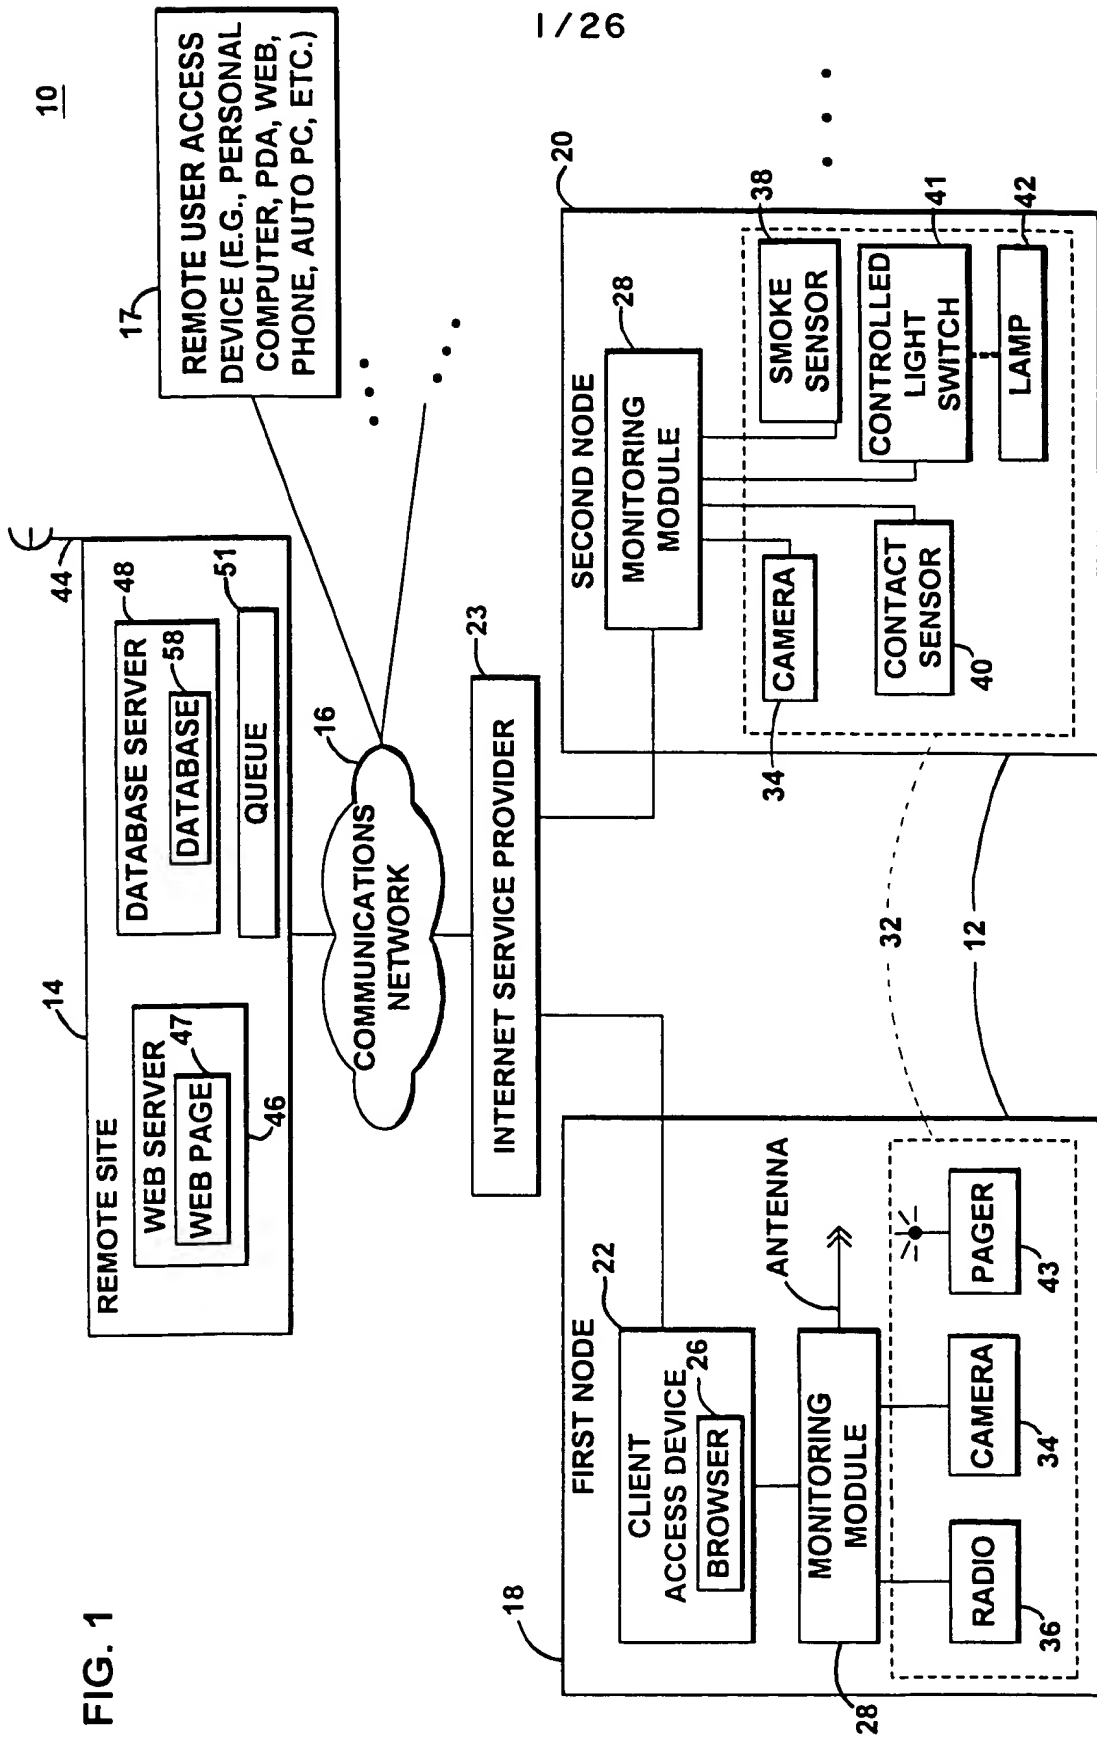 1/26
FIG. 1
10
17
REMOTE USER ACCESS
DEVICE (E.G., PERSONAL
COMPUTER, PDA, WEB,
PHONE, AUTO PC, ETC.)
14
44
REMOTE SITE
WEB SERVER
WEB PAGE
47
46
DATABASE SERVER
48
DATABASE
58
QUEUE
51
16
COMMUNICATIONS
NETWORK
INTERNET SERVICE PROVIDER
23
18
FIRST NODE
22
CLIENT
ACCESS DEVICE
BROWSER
26
MONITORING
MODULE
28
ANTENNA
RADIO
36
CAMERA
34
PAGER
43
32
12
20
SECOND NODE
MONITORING
MODULE
28
CAMERA
34
CONTACT
SENSOR
40
SMOKE
SENSOR
38
CONTROLLED
LIGHT
SWITCH
41
LAMP
42